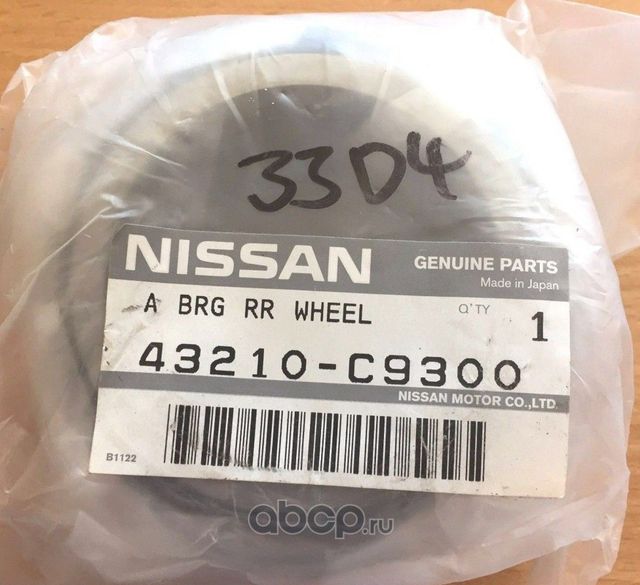 33D4
NISSAN GENUINE PARTS
Made in Japan
A BRG RR WHEEL Q'TY 1
43210-C9300
NISSAN MOTOR CO.,LTD.
B1122
abcp.ru